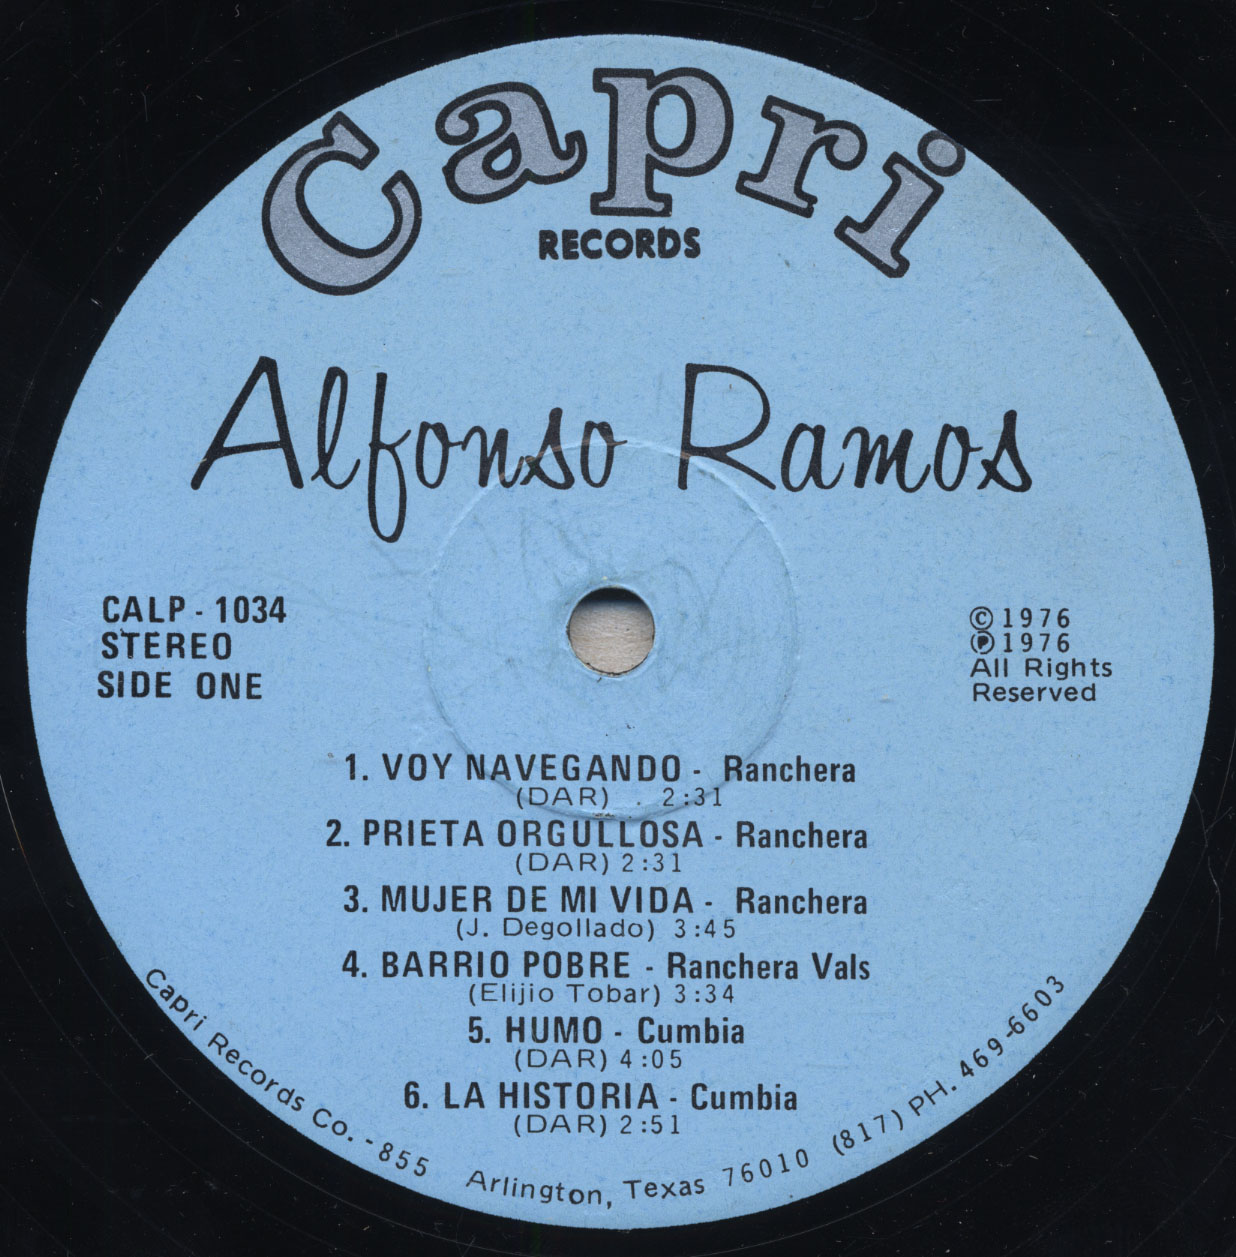 Capri
RECORDS
Alfonso Ramos
CALP - 1034
STEREO
SIDE ONE
© 1976
℗ 1976
All Rights
Reserved
1. VOY NAVEGANDO - Ranchera
(DAR) . 2:31
2. PRIETA ORGULLOSA - Ranchera
(DAR) 2:31
3. MUJER DE MI VIDA - Ranchera
(J. Degollado) 3:45
4. BARRIO POBRE - Ranchera Vals
(Elijio Tobar) 3:34
5. HUMO - Cumbia
(DAR) 4:05
6. LA HISTORIA - Cumbia
(DAR) 2:51
Capri Records Co. - 855 Arlington, Texas 76010 (817) PH. 469-6603